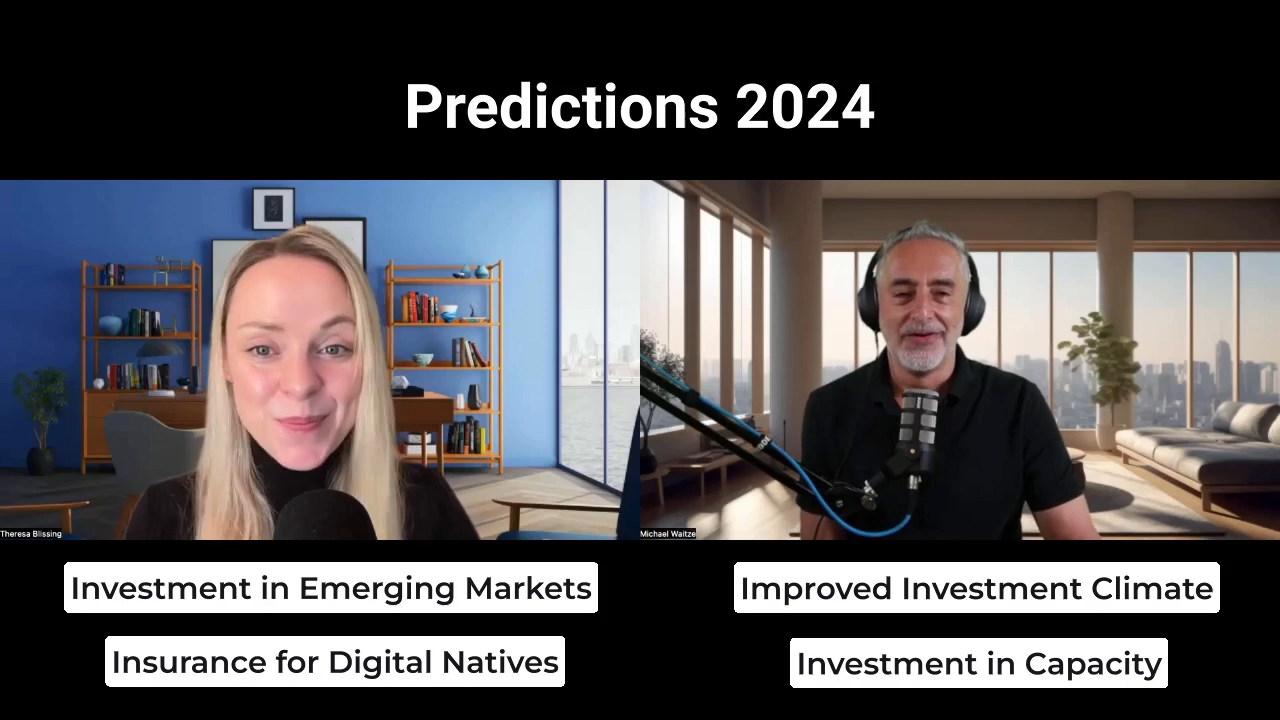 Predictions 2024
Theresa Blissing
Michael Waitze
Investment in Emerging Markets
Improved Investment Climate
Insurance for Digital Natives
Investment in Capacity